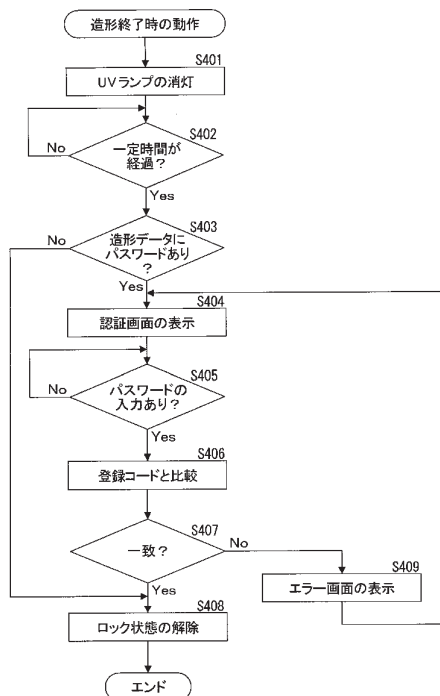 造形終了時の動作
S401
UVランプの消灯
S402
一定時間が
経過？
No
Yes
S403
造形データに
パスワードあり
？
No
Yes
S404
認証画面の表示
S405
パスワードの
入力あり？
No
Yes
S406
登録コードと比較
S407
一致？
No
Yes
S409
エラー画面の表示
S408
ロック状態の解除
エンド